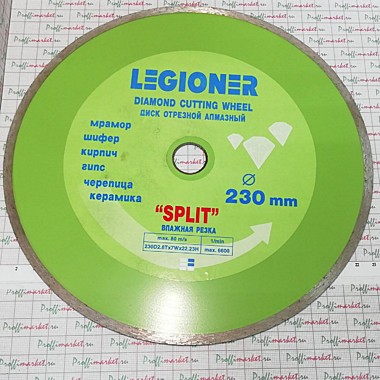 LEGIONER
DIAMOND CUTTING WHEEL
ДИСК ОТРЕЗНОЙ АЛМАЗНЫЙ
мрамор
шифер
кирпич
гипс
черепица
керамика
Ø 230 mm
“SPLIT”
ВЛАЖНАЯ РЕЗКА
max. 80 m/s 1/min
max. 6600
Proffimarket.ru